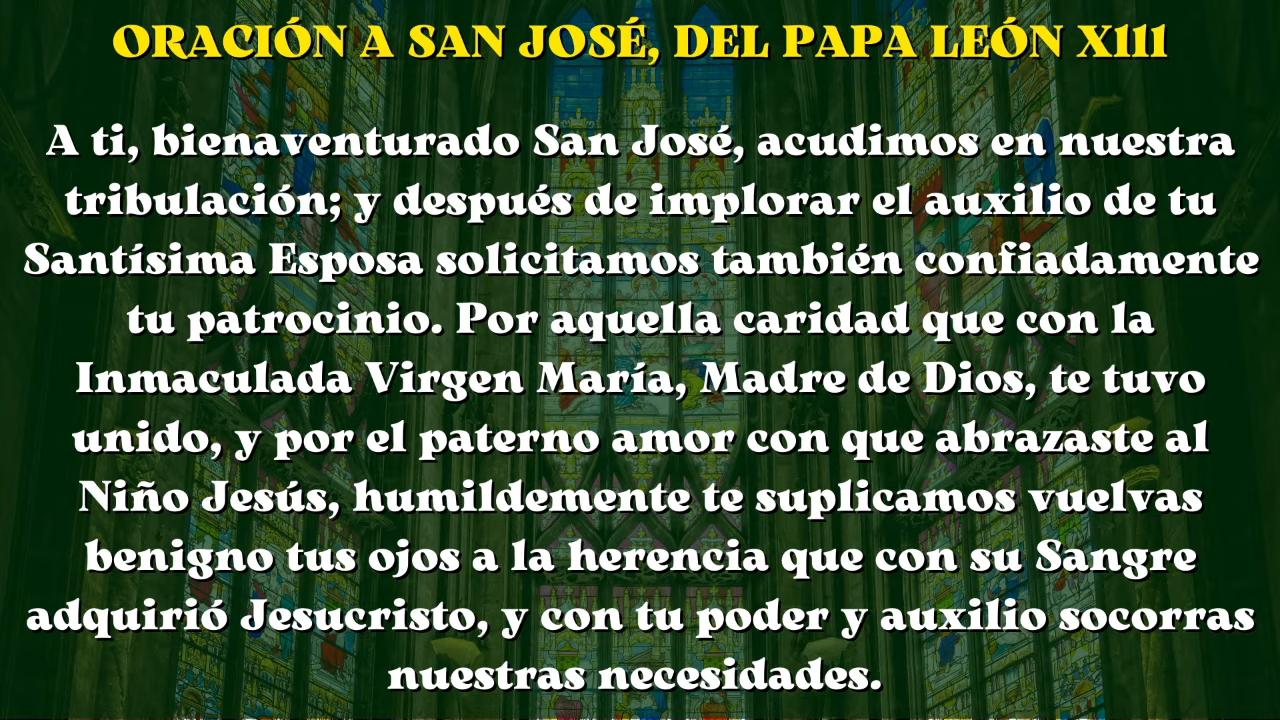 ORACIÓN A SAN JOSÉ, DEL PAPA LEÓN XIII
A ti, bienaventurado San José, acudimos en nuestra
tribulación; y después de implorar el auxilio de tu
Santísima Esposa solicitamos también confiadamente
tu patrocinio. Por aquella caridad que con la
Inmaculada Virgen María, Madre de Dios, te tuvo
unido, y por el paterno amor con que abrazaste al
Niño Jesús, humildemente te suplicamos vuelvas
benigno tus ojos a la herencia que con su Sangre
adquirió Jesucristo, y con tu poder y auxilio socorras
nuestras necesidades.